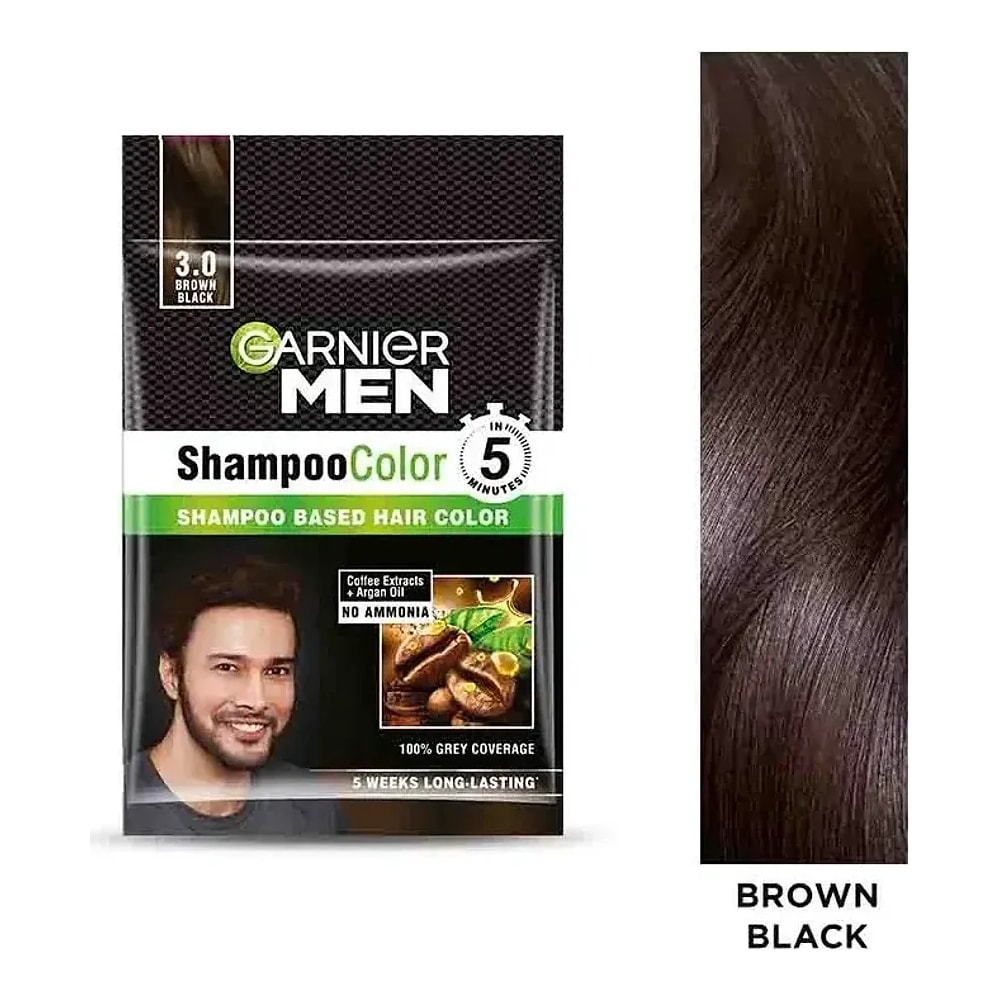 3.0
BROWN
BLACK
GARNIER
MEN
ShampooColor
IN
5
MINUTES
SHAMPOO BASED HAIR COLOR
Coffee Extracts
+ Argan Oil
NO AMMONIA
100% GREY COVERAGE
5 WEEKS LONG-LASTING*
BROWN
BLACK